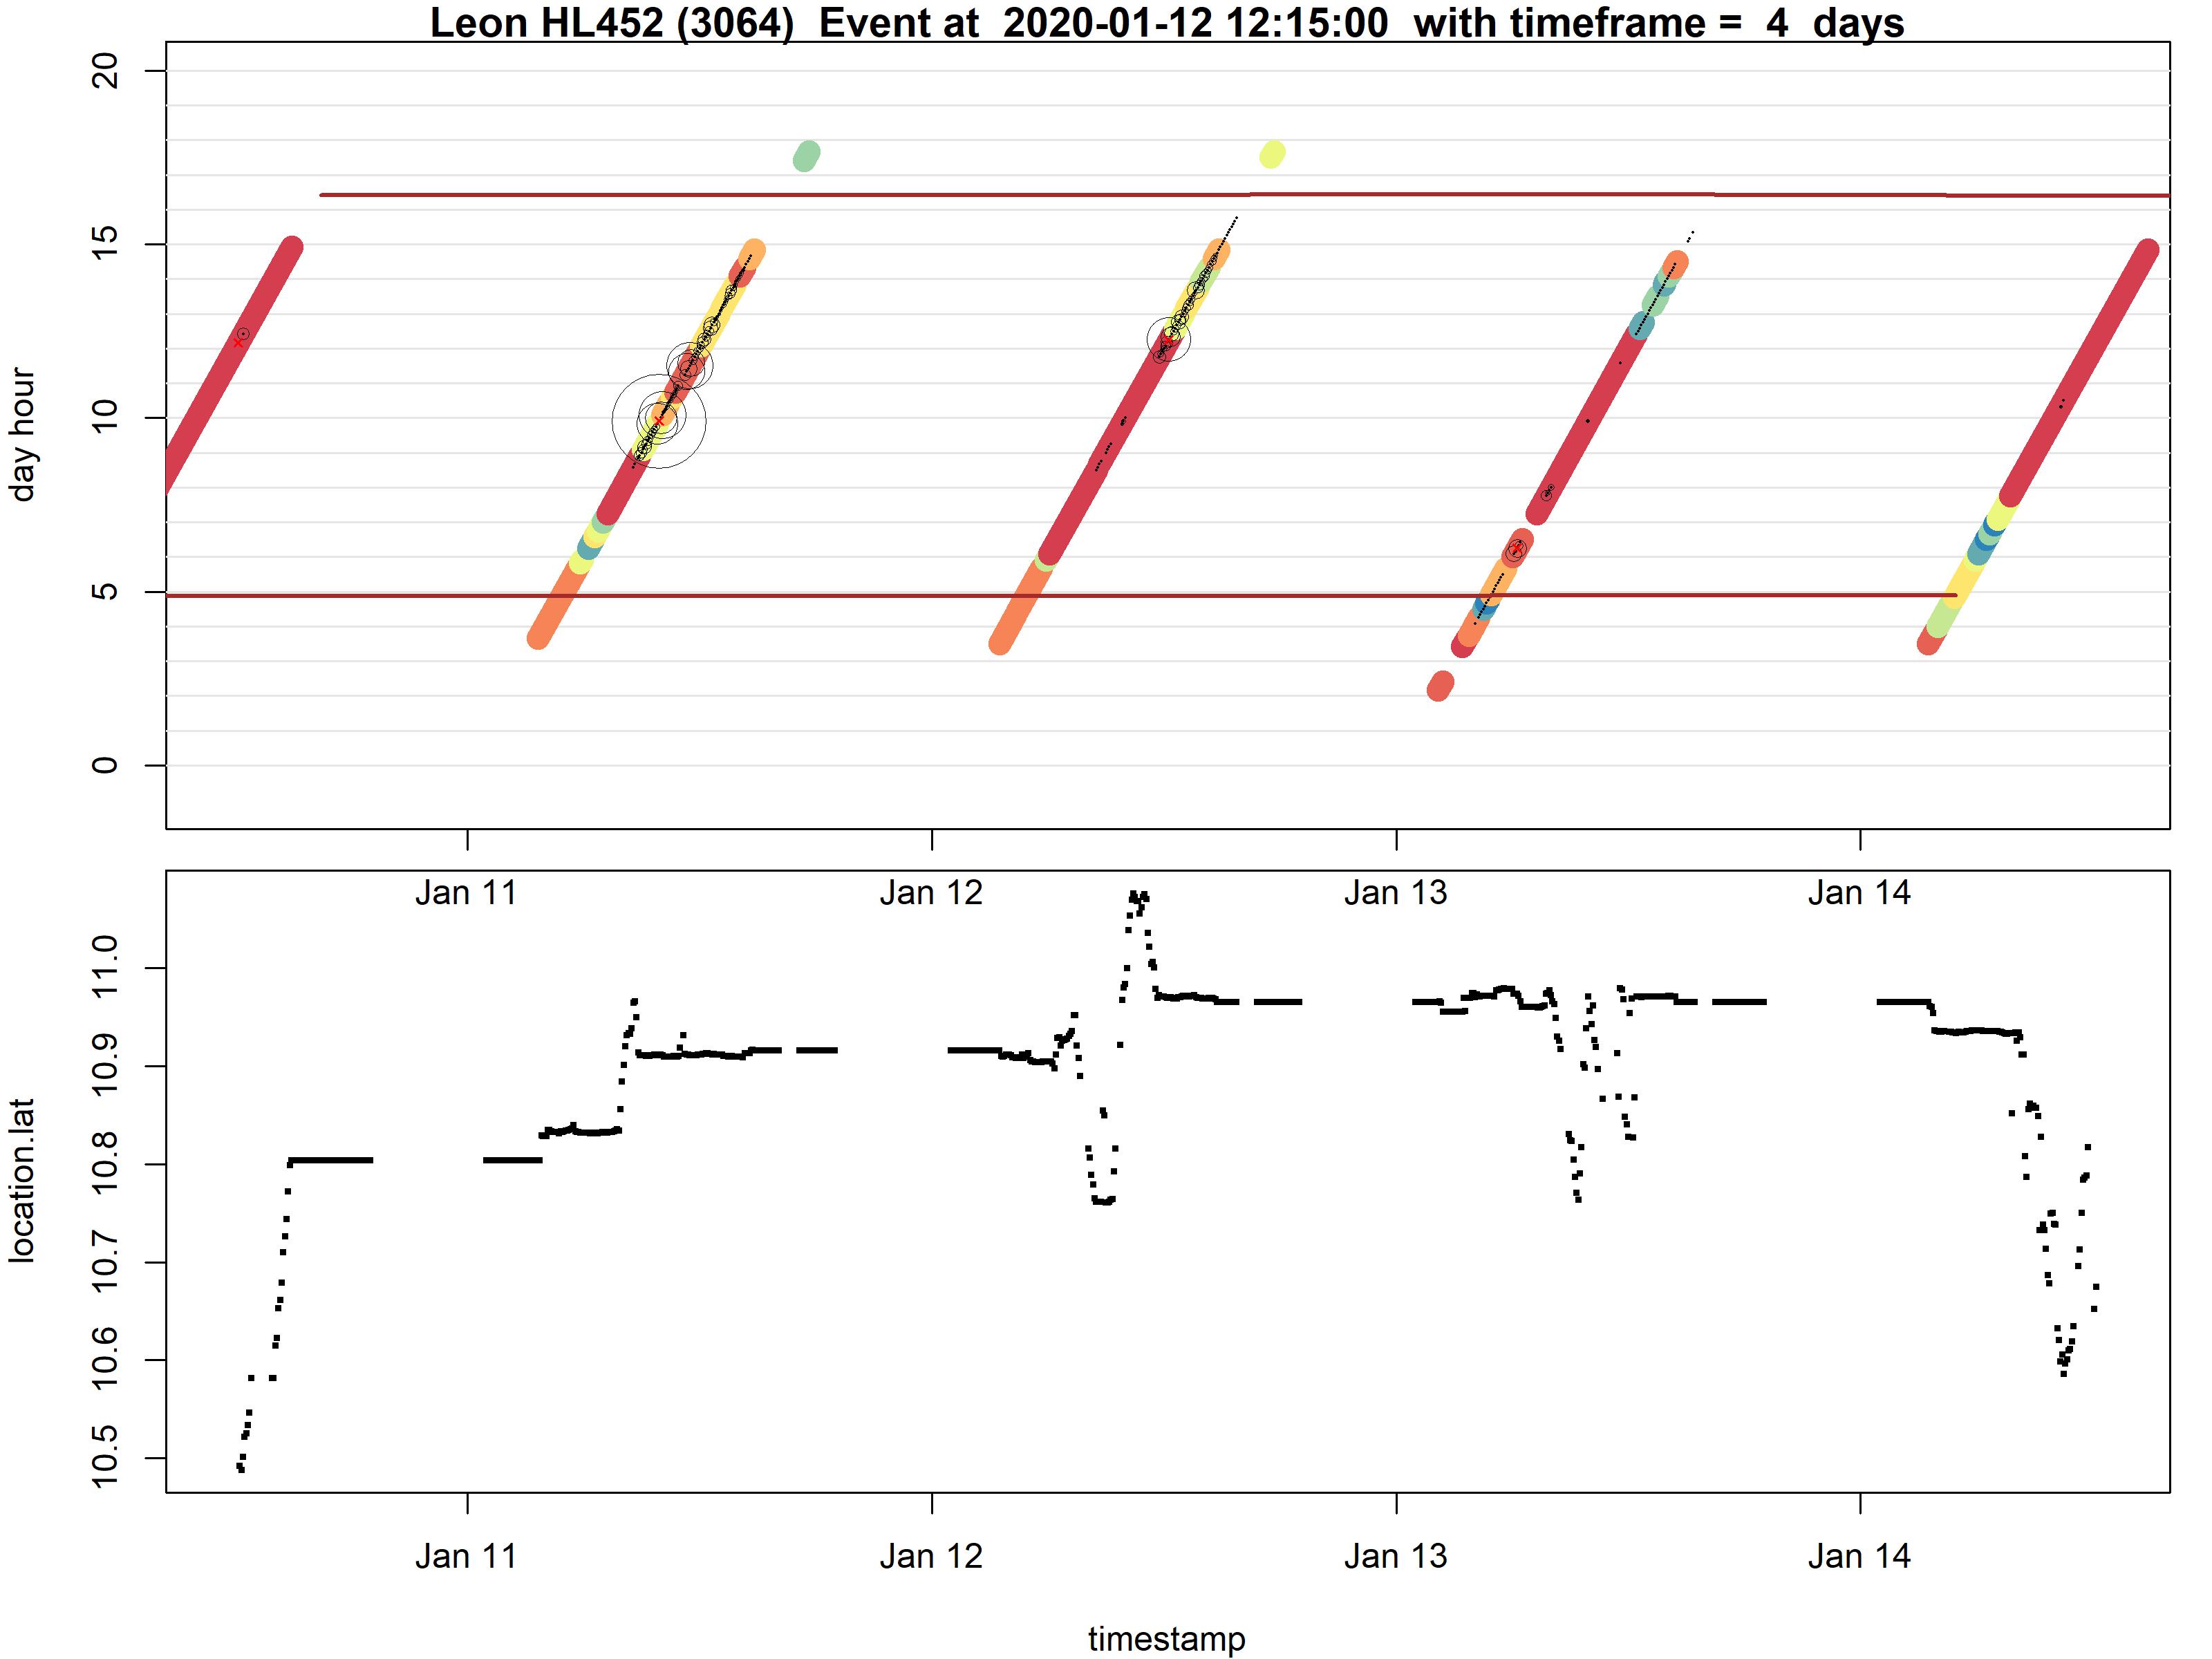 Leon HL452 (3064)  Event at  2020-01-12 12:15:00  with timeframe =  4  days
20
15
10
5
0
day hour
Jan 11
Jan 12
Jan 13
Jan 14
11.0
10.9
10.8
10.7
10.6
10.5
location.lat
Jan 11
Jan 12
Jan 13
Jan 14
timestamp